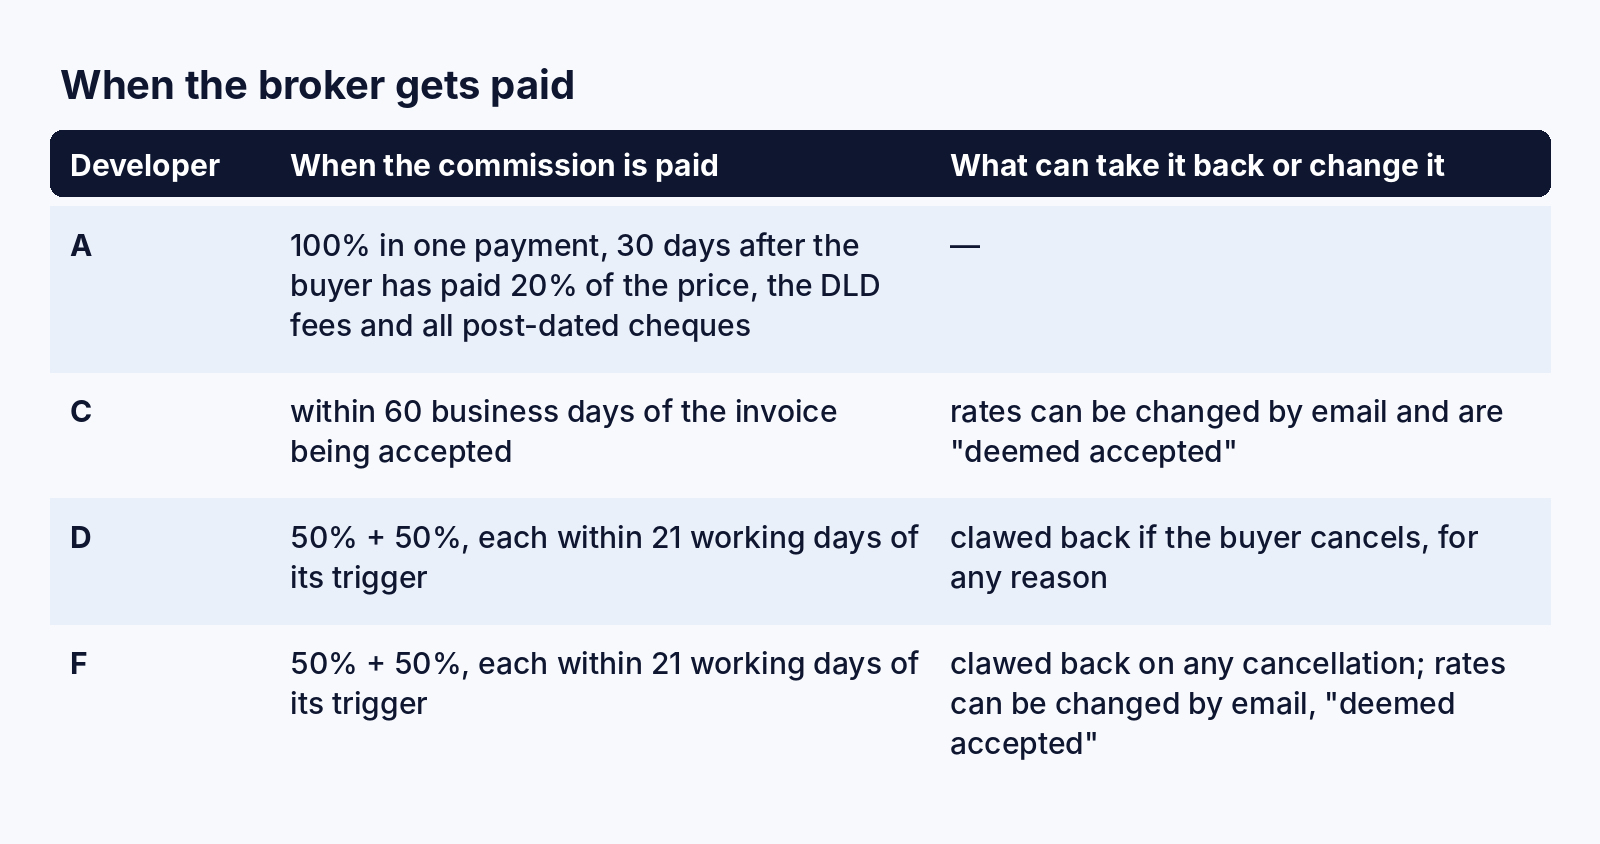 When the broker gets paid
Developer When the commission is paid What can take it back or change it
A 100% in one payment, 30 days after the —
buyer has paid 20% of the price, the DLD
fees and all post-dated cheques
C within 60 business days of the invoice rates can be changed by email and are
being accepted "deemed accepted"
D 50% + 50%, each within 21 working days of clawed back if the buyer cancels, for
its trigger any reason
F 50% + 50%, each within 21 working days of clawed back on any cancellation; rates
its trigger can be changed by email, "deemed
accepted"